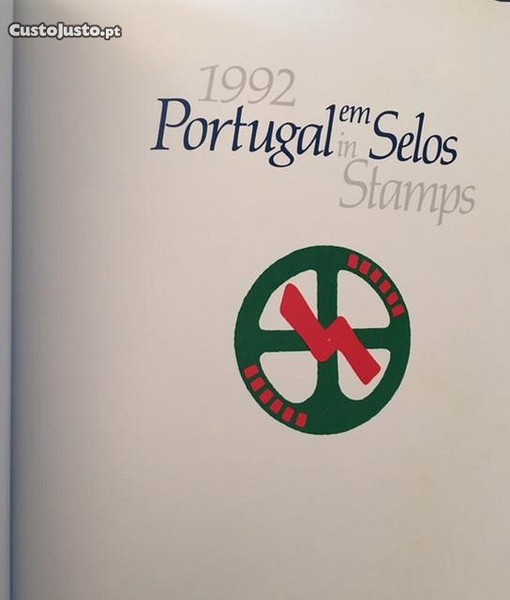 CustoJusto.pt
1992
Portugal em Selos
in Stamps